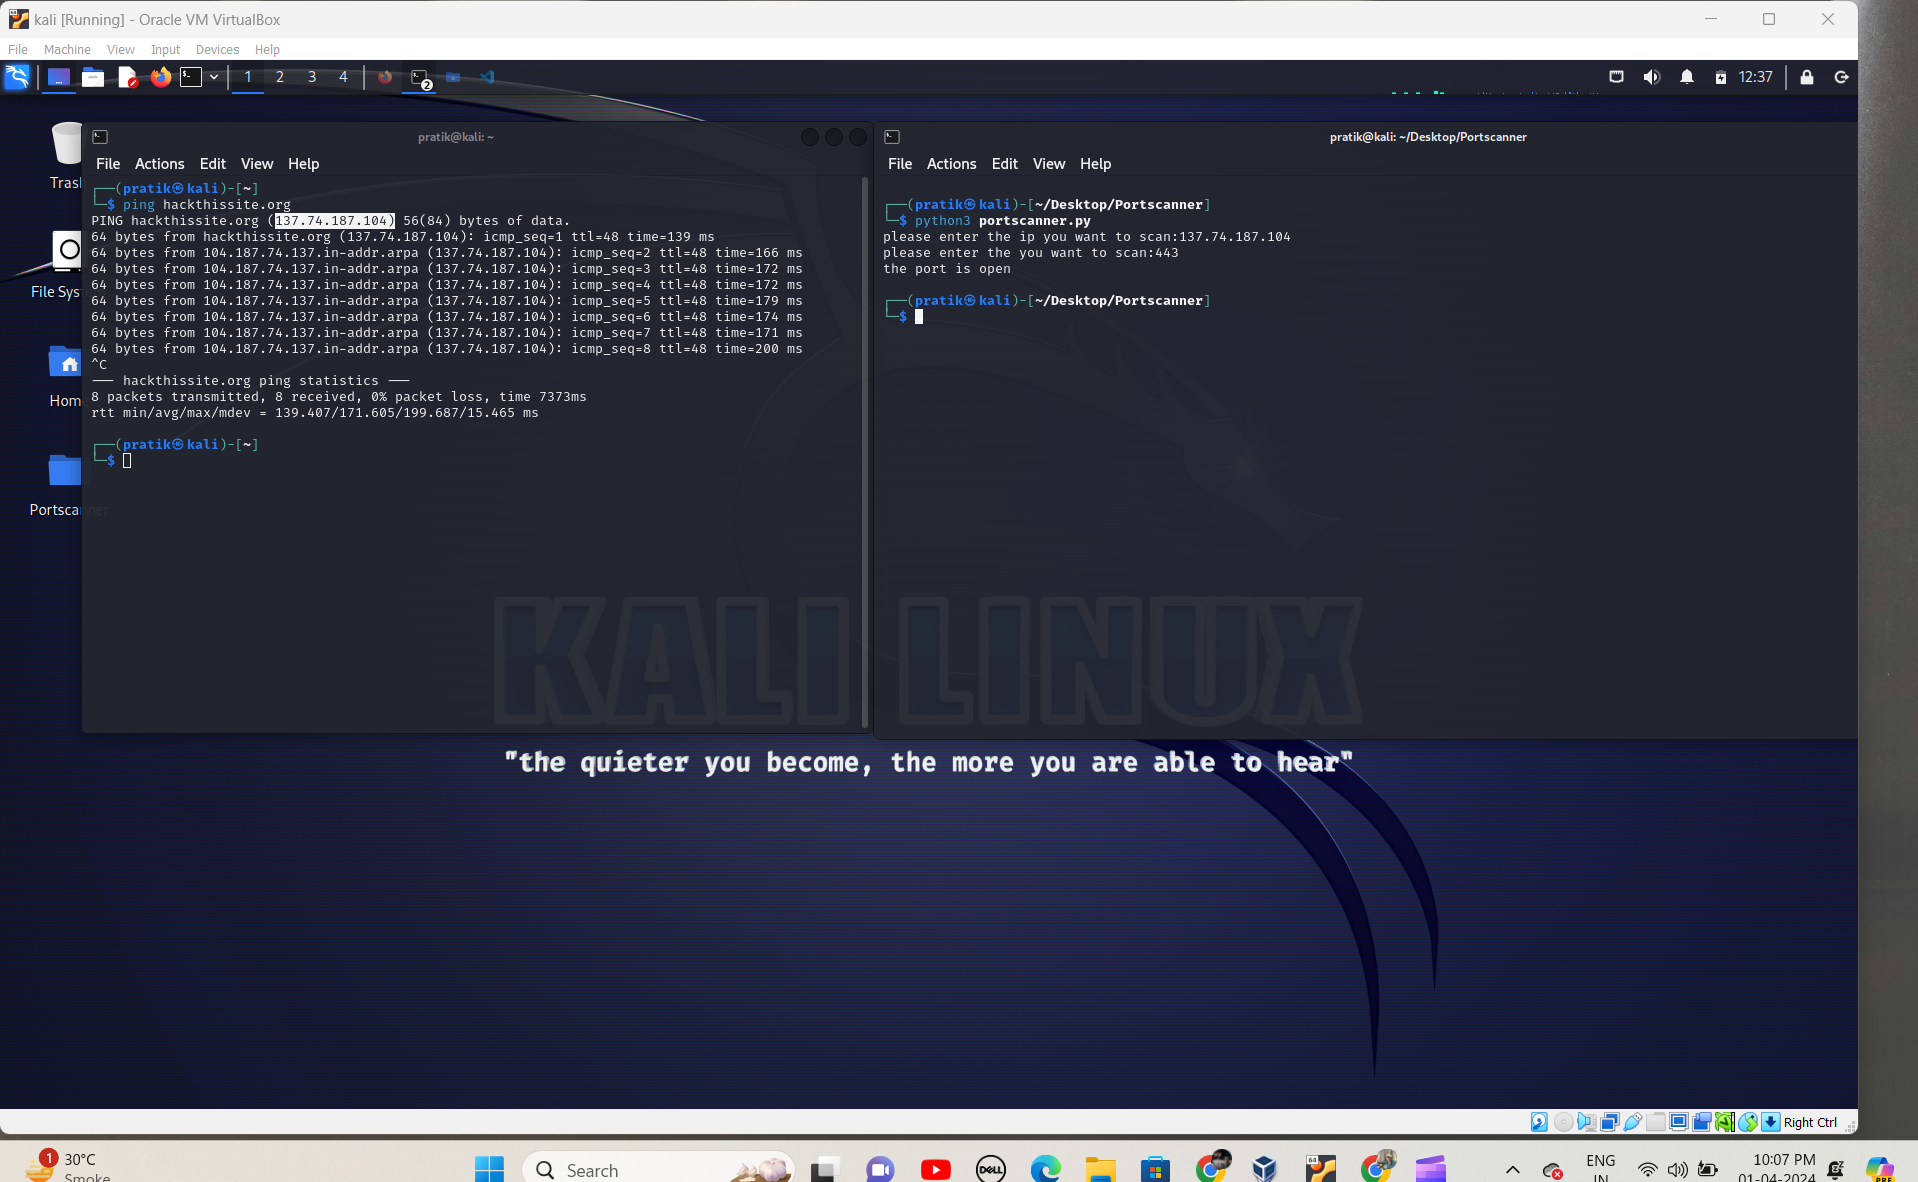 kali [Running] - Oracle VM VirtualBox
File Machine View Input Devices Help
1 2 3 4
2
12:37
Trash
File Sys
Hom
Portscanner
pratik@kali: ~
File Actions Edit View Help
┌──(pratik㉿kali)-[~]
└─$ ping hackthissite.org
PING hackthissite.org (137.74.187.104) 56(84) bytes of data.
64 bytes from hackthissite.org (137.74.187.104): icmp_seq=1 ttl=48 time=139 ms
64 bytes from 104.187.74.137.in-addr.arpa (137.74.187.104): icmp_seq=2 ttl=48 time=166 ms
64 bytes from 104.187.74.137.in-addr.arpa (137.74.187.104): icmp_seq=3 ttl=48 time=172 ms
64 bytes from 104.187.74.137.in-addr.arpa (137.74.187.104): icmp_seq=4 ttl=48 time=172 ms
64 bytes from 104.187.74.137.in-addr.arpa (137.74.187.104): icmp_seq=5 ttl=48 time=179 ms
64 bytes from 104.187.74.137.in-addr.arpa (137.74.187.104): icmp_seq=6 ttl=48 time=174 ms
64 bytes from 104.187.74.137.in-addr.arpa (137.74.187.104): icmp_seq=7 ttl=48 time=171 ms
64 bytes from 104.187.74.137.in-addr.arpa (137.74.187.104): icmp_seq=8 ttl=48 time=200 ms
^C
--- hackthissite.org ping statistics ---
8 packets transmitted, 8 received, 0% packet loss, time 7373ms
rtt min/avg/max/mdev = 139.407/171.605/199.687/15.465 ms
┌──(pratik㉿kali)-[~]
└─$
pratik@kali: ~/Desktop/Portscanner
File Actions Edit View Help
┌──(pratik㉿kali)-[~/Desktop/Portscanner]
└─$ python3 portscanner.py
please enter the ip you want to scan:137.74.187.104
please enter the you want to scan:443
the port is open
┌──(pratik㉿kali)-[~/Desktop/Portscanner]
└─$
KALI LINUX
"the quieter you become, the more you are able to hear"
Right Ctrl
1
30°C
Smoke
Search
DELL
64
PRE
ENG
IN
10:07 PM
01-04-2024